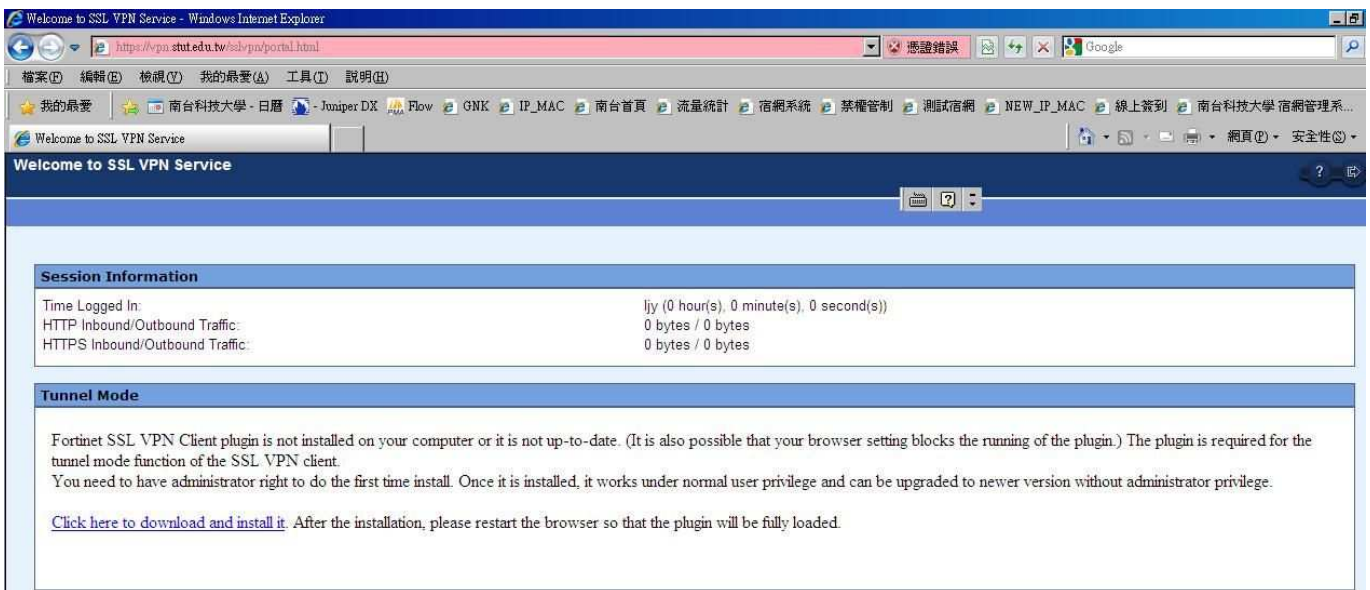 Welcome to SSL VPN Service - Windows Internet Explorer
https://vpn.stut.edu.tw/sslvpn/portal.html 憑證錯誤 Google
檔案(F) 編輯(E) 檢視(V) 我的最愛(A) 工具(T) 說明(H)
我的最愛 南台科技大學 - 日曆 - Juniper DX Flow GNK IP_MAC 南台首頁 流量統計 宿網系統 禁權管制 測試宿網 NEW_IP_MAC 線上簽到 南台科技大學 宿網管理系...
Welcome to SSL VPN Service 網頁(P) 安全性(S)
Welcome to SSL VPN Service ?
Session Information
Time Logged In: ljy (0 hour(s), 0 minute(s), 0 second(s))
HTTP Inbound/Outbound Traffic: 0 bytes / 0 bytes
HTTPS Inbound/Outbound Traffic: 0 bytes / 0 bytes
Tunnel Mode
Fortinet SSL VPN Client plugin is not installed on your computer or it is not up-to-date. (It is also possible that your browser setting blocks the running of the plugin.) The plugin is required for the
tunnel mode function of the SSL VPN client.
You need to have administrator right to do the first time install. Once it is installed, it works under normal user privilege and can be upgraded to newer version without administrator privilege.
Click here to download and install it. After the installation, please restart the browser so that the plugin will be fully loaded.